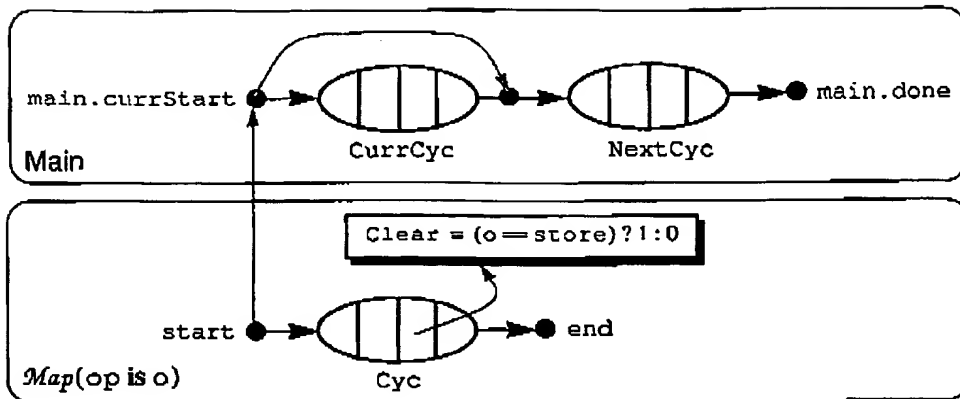 main.currStart
main.done
CurrCyc
NextCyc
Main
Clear = (o==store)?1:0
start
end
Cyc
Map(op is o)